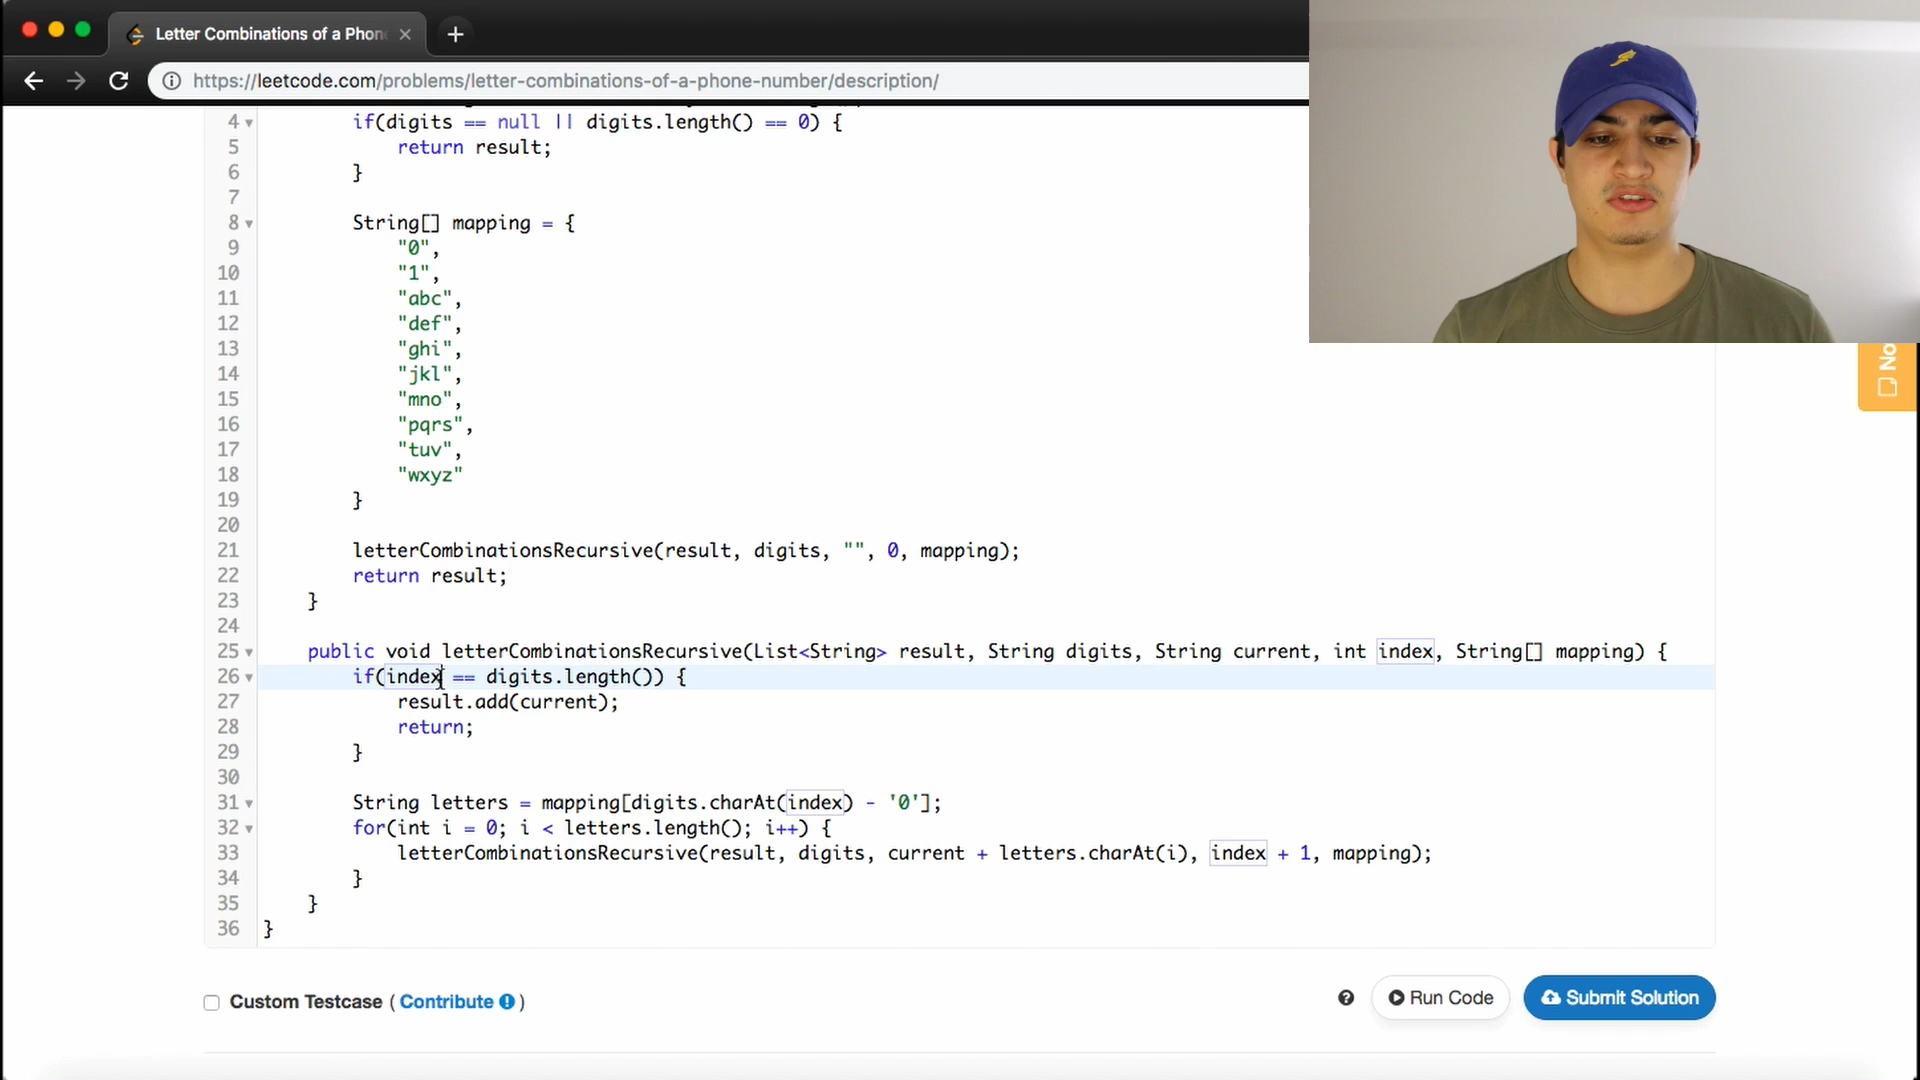 Letter Combinations of a Phon
https://leetcode.com/problems/letter-combinations-of-a-phone-number/description/
4 if(digits == null || digits.length() == 0) {
5 return result;
6 }
7
8 String[] mapping = {
9 "0",
10 "1",
11 "abc",
12 "def",
13 "ghi",
14 "jkl",
15 "mno",
16 "pqrs",
17 "tuv",
18 "wxyz"
19 }
20
21 letterCombinationsRecursive(result, digits, "", 0, mapping);
22 return result;
23 }
24
25 public void letterCombinationsRecursive(List<String> result, String digits, String current, int index, String[] mapping) {
26 if(index == digits.length()) {
27 result.add(current);
28 return;
29 }
30
31 String letters = mapping[digits.charAt(index) - '0'];
32 for(int i = 0; i < letters.length(); i++) {
33 letterCombinationsRecursive(result, digits, current + letters.charAt(i), index + 1, mapping);
34 }
35 }
36 }
No
Custom Testcase ( Contribute )
Run Code
Submit Solution